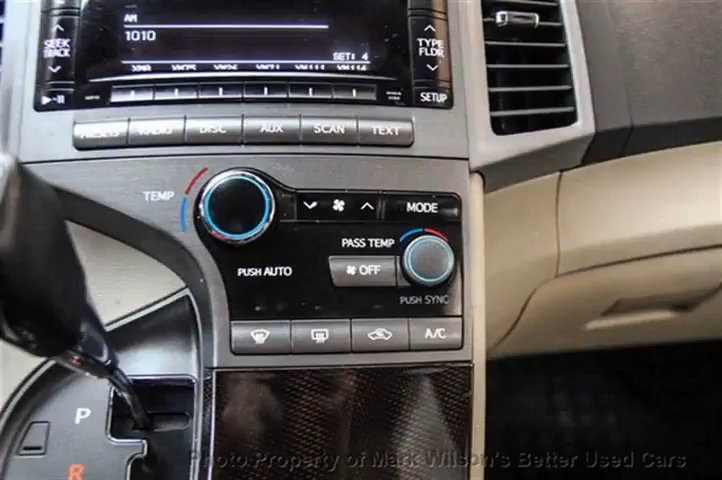 AM
1010
SET: 4
SEEK
TRACK
TYPE
FLDR
SETUP
RADIO DISC AUX SCAN TEXT
TEMP
MODE
PASS TEMP
OFF
PUSH AUTO
PUSH SYNC
A/C
P
R
Photo Property of Mark Wilson's Better Used Cars